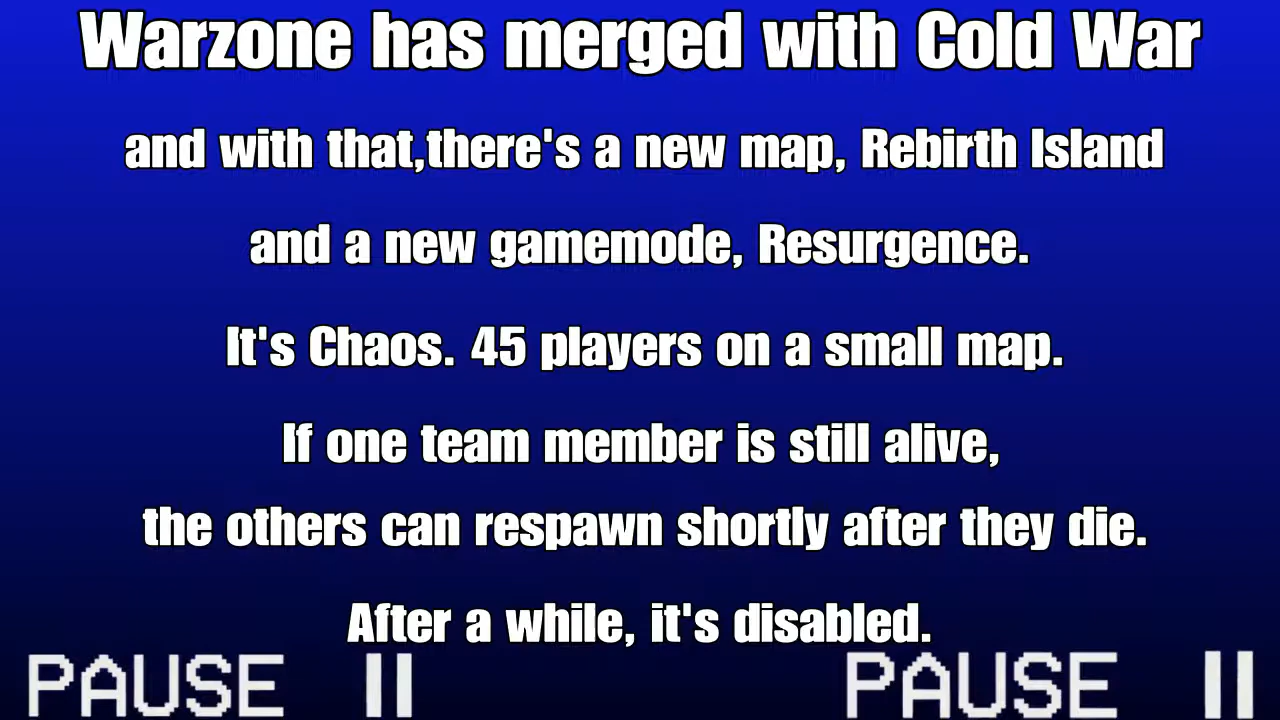 Warzone has merged with Cold War
and with that,there's a new map, Rebirth Island
and a new gamemode, Resurgence.
It's Chaos. 45 players on a small map.
If one team member is still alive,
the others can respawn shortly after they die.
After a while, it's disabled.
PAUSE II PAUSE II